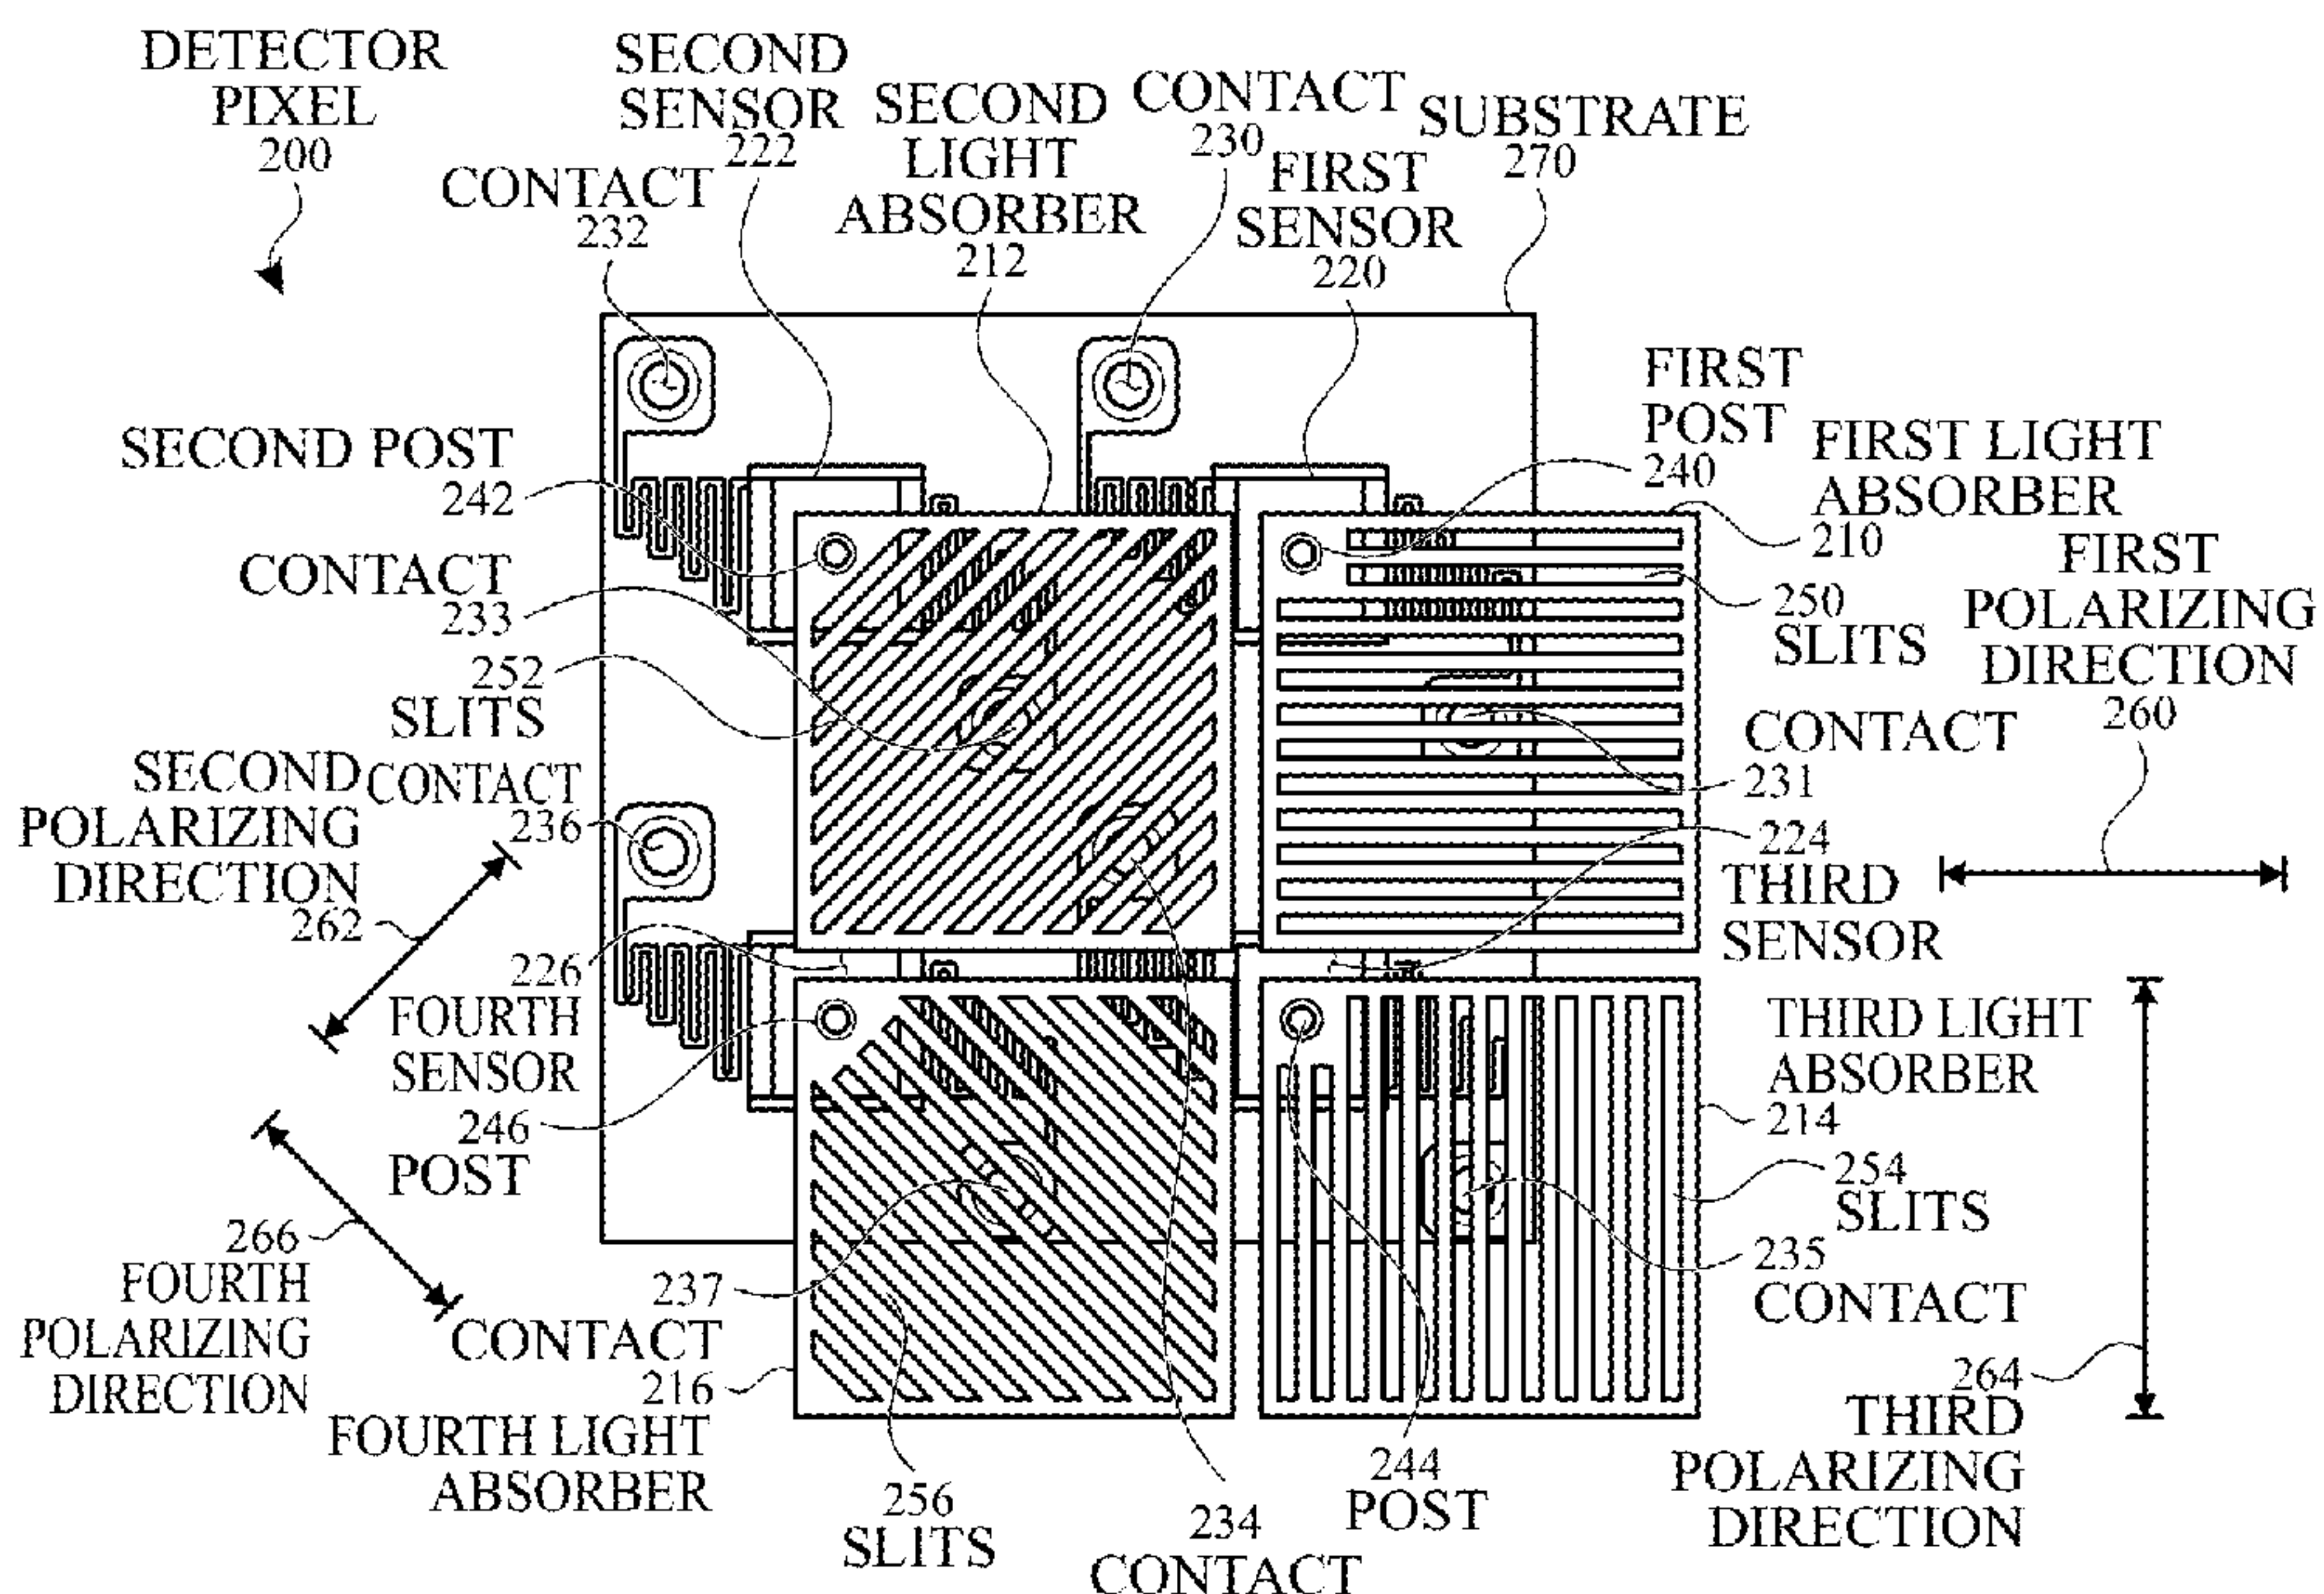 DETECTOR
PIXEL
200
SECOND
SENSOR
222
SECOND
LIGHT
ABSORBER
212
CONTACT
230
SUBSTRATE
270
CONTACT
232
FIRST
SENSOR
220
FIRST
POST
240
FIRST LIGHT
ABSORBER
210
SECOND POST
242
CONTACT
233
252
SLITS
250
SLITS
FIRST
POLARIZING
DIRECTION
260
CONTACT
231
SECOND
POLARIZING
DIRECTION
262
CONTACT
236
224
THIRD
SENSOR
226
FOURTH
SENSOR
246
POST
THIRD LIGHT
ABSORBER
214
254
SLITS
235
CONTACT
266
FOURTH
POLARIZING
DIRECTION
237
CONTACT
216
FOURTH LIGHT
ABSORBER
256
SLITS
234
CONTACT
244
POST
264
THIRD
POLARIZING
DIRECTION